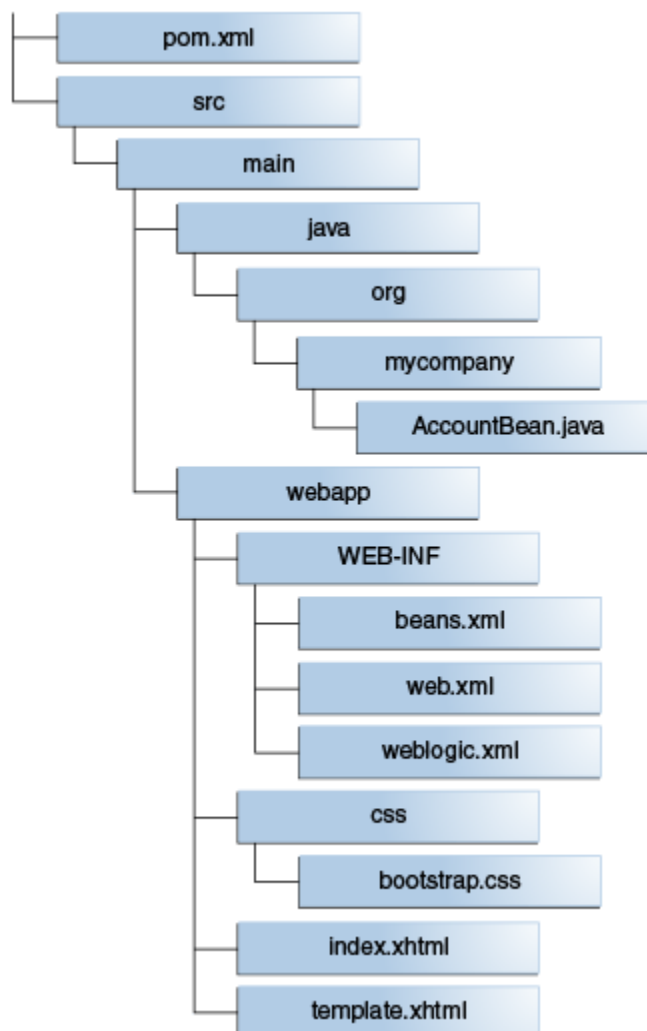 pom.xml
src
main
java
org
mycompany
AccountBean.java
webapp
WEB-INF
beans.xml
web.xml
weblogic.xml
css
bootstrap.css
index.xhtml
template.xhtml